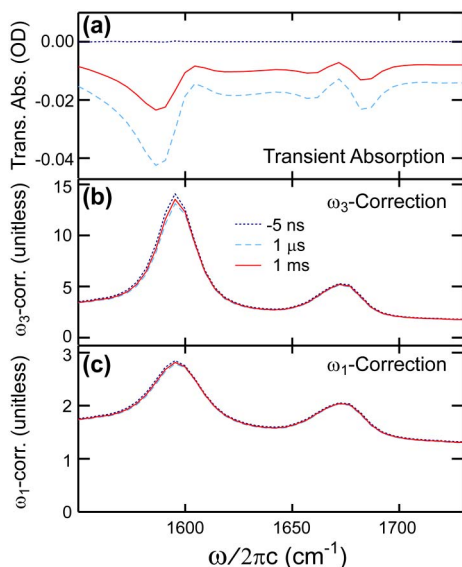 (a)
0.00
-0.02
-0.04
Trans. Abs. (OD)
Transient Absorption
(b)
ω₃-Correction
15
10
5
0
ω₃-corr. (unitless)
-5 ns
1 μs
1 ms
(c)
ω₁-Correction
3
2
1
0
ω₁-corr. (unitless)
1600
1650
1700
ω/2πc (cm⁻¹)